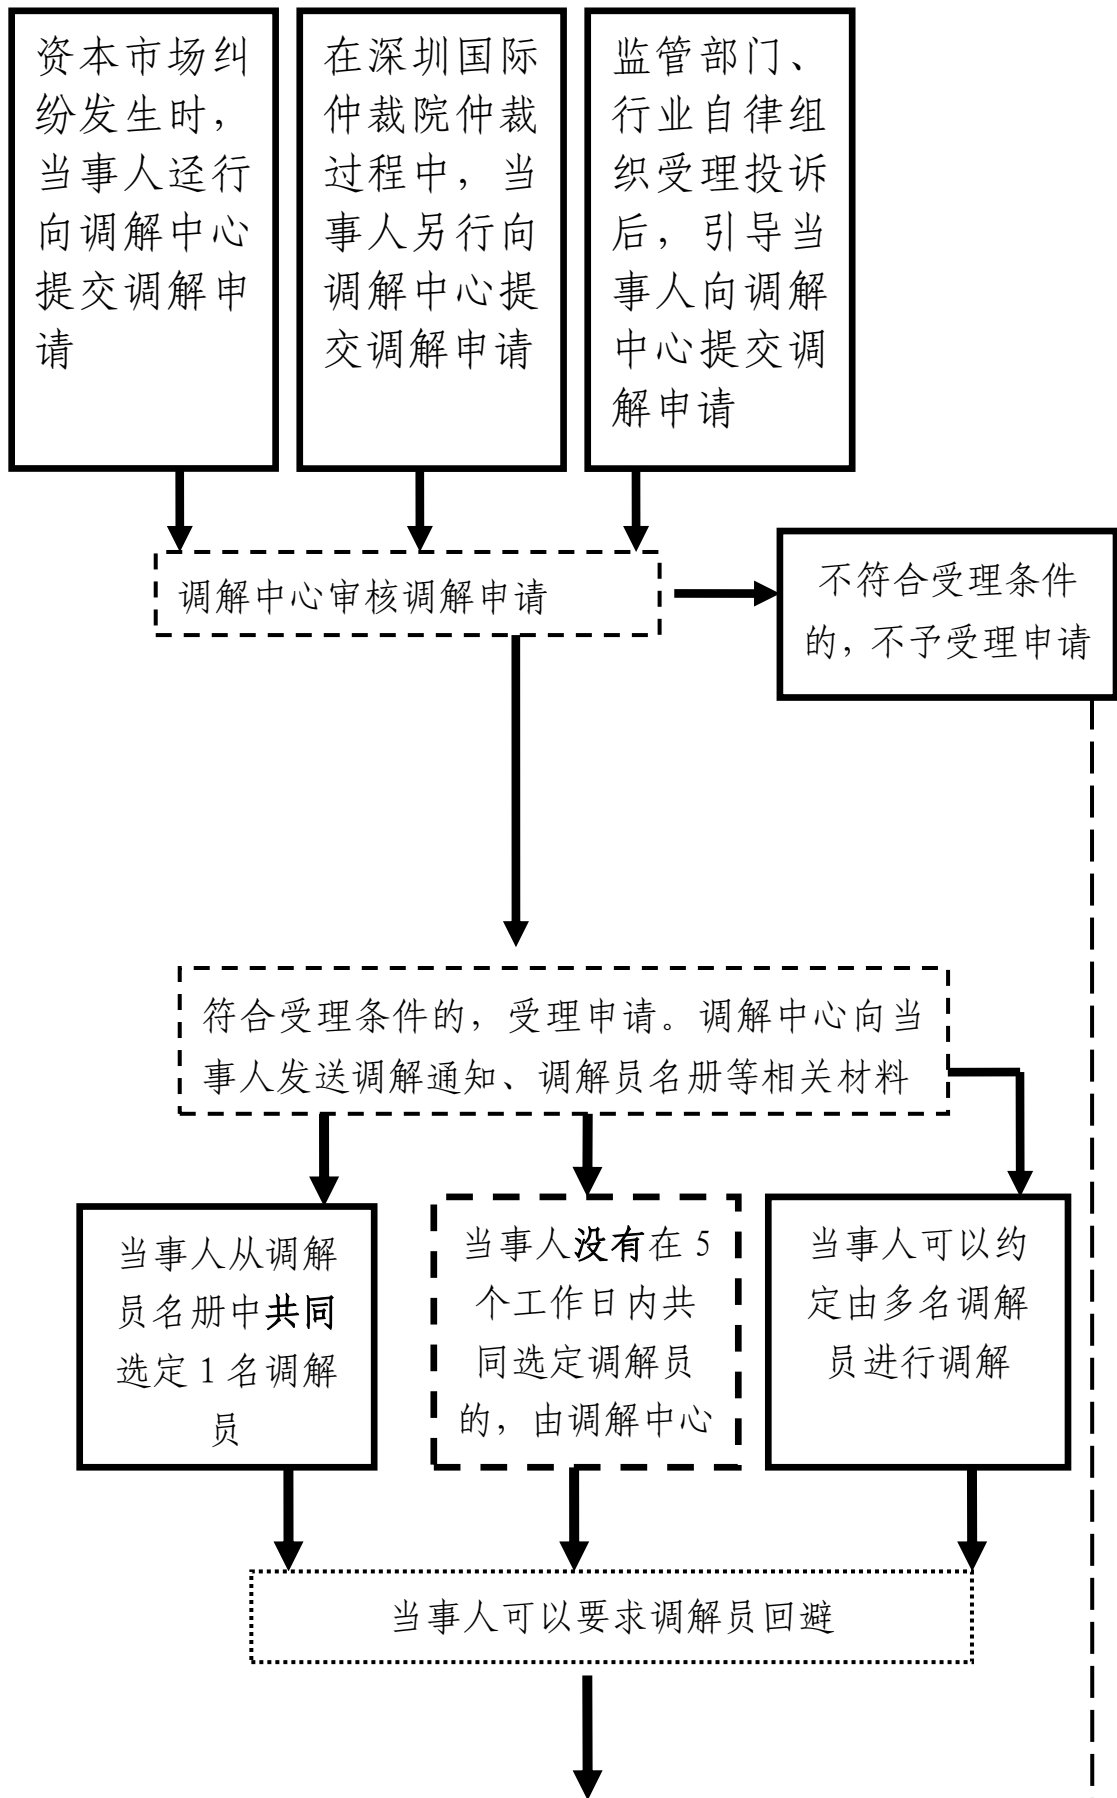 资本市场纠
纷发生时，
当事人迳行
向调解中心
提交调解申
请
在深圳国际
仲裁院仲裁
过程中，当
事人另行向
调解中心提
交调解申请
监管部门、
行业自律组
织受理投诉
后，引导当
事人向调解
中心提交调
解申请
调解中心审核调解申请
不符合受理条件
的，不予受理申请
符合受理条件的，受理申请。调解中心向当
事人发送调解通知、调解员名册等相关材料
当事人从调解
员名册中共同
选定 1 名调解
员
当事人没有在 5
个工作日内共
同选定调解员
的，由调解中心
当事人可以约
定由多名调解
员进行调解
当事人可以要求调解员回避